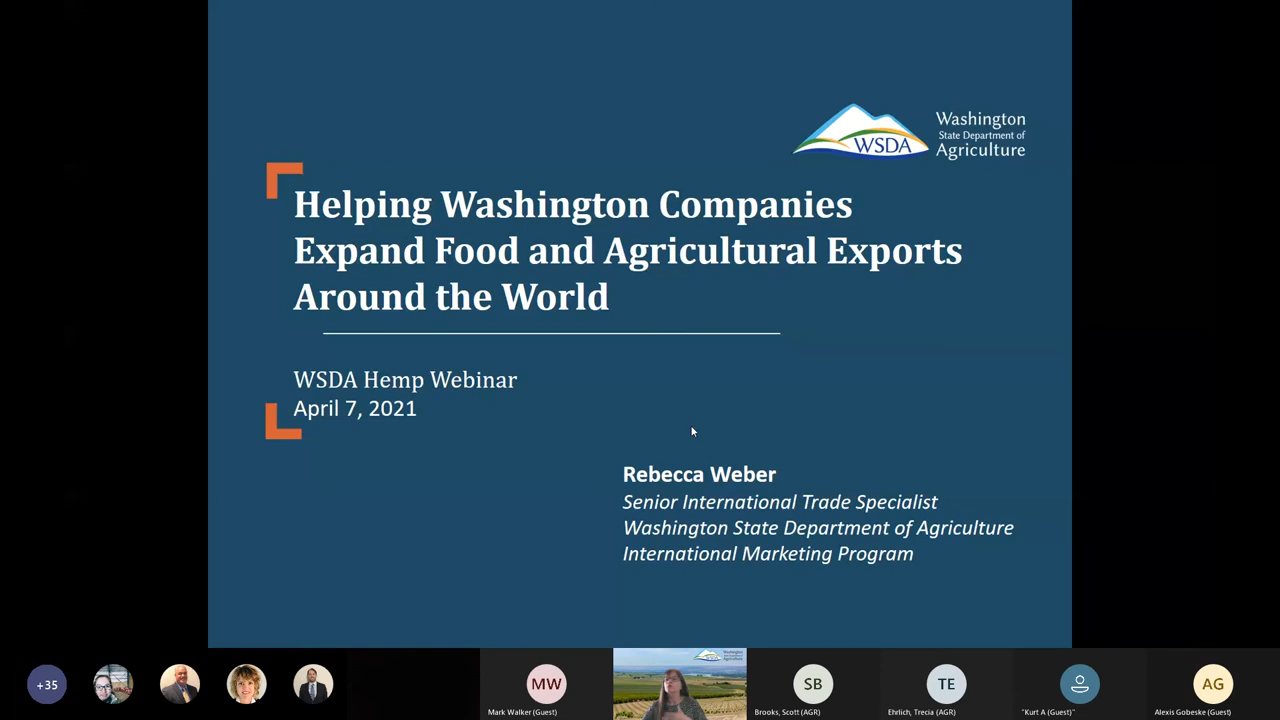 WSDA
Washington
State Department of
Agriculture
Helping Washington Companies
Expand Food and Agricultural Exports
Around the World
WSDA Hemp Webinar
April 7, 2021
Rebecca Weber
Senior International Trade Specialist
Washington State Department of Agriculture
International Marketing Program
+35
MW
Mark Walker (Guest)
Washington
Agriculture
SB
Brooks, Scott (AGR)
TE
Ehrlich, Trecia (AGR)
"Kurt A (Guest)"
AG
Alexis Gobeske (Guest)